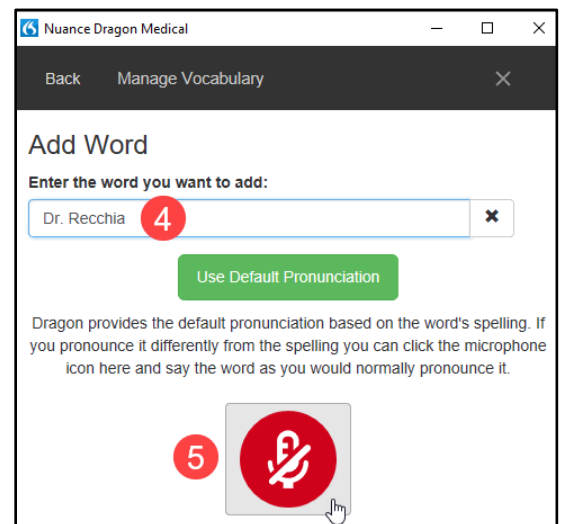 Nuance Dragon Medical
Back Manage Vocabulary
Add Word
Enter the word you want to add:
Dr. Recchia 4
Use Default Pronunciation
Dragon provides the default pronunciation based on the word's spelling. If
you pronounce it differently from the spelling you can click the microphone
icon here and say the word as you would normally pronounce it.
5